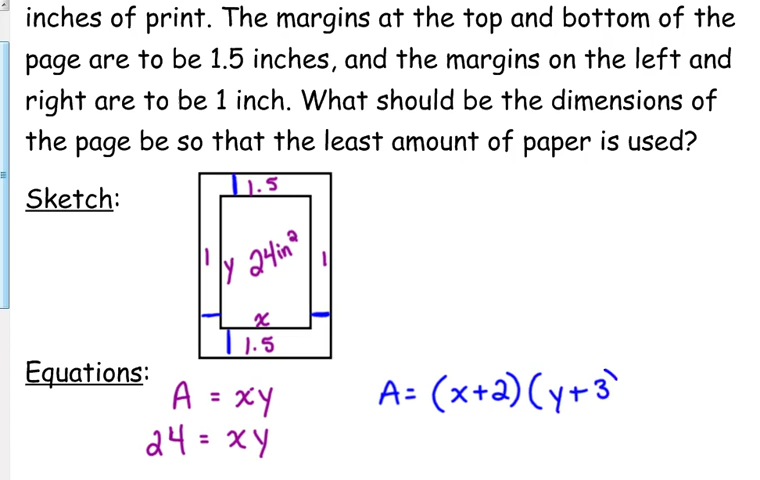 inches of print. The margins at the top and bottom of the
page are to be 1.5 inches, and the margins on the left and
right are to be 1 inch. What should be the dimensions of
the page be so that the least amount of paper is used?
Sketch:
1.5
1 y 24in² 1
x
1.5
Equations:
A = xy A= (x+2)(y+3)
24 = xy